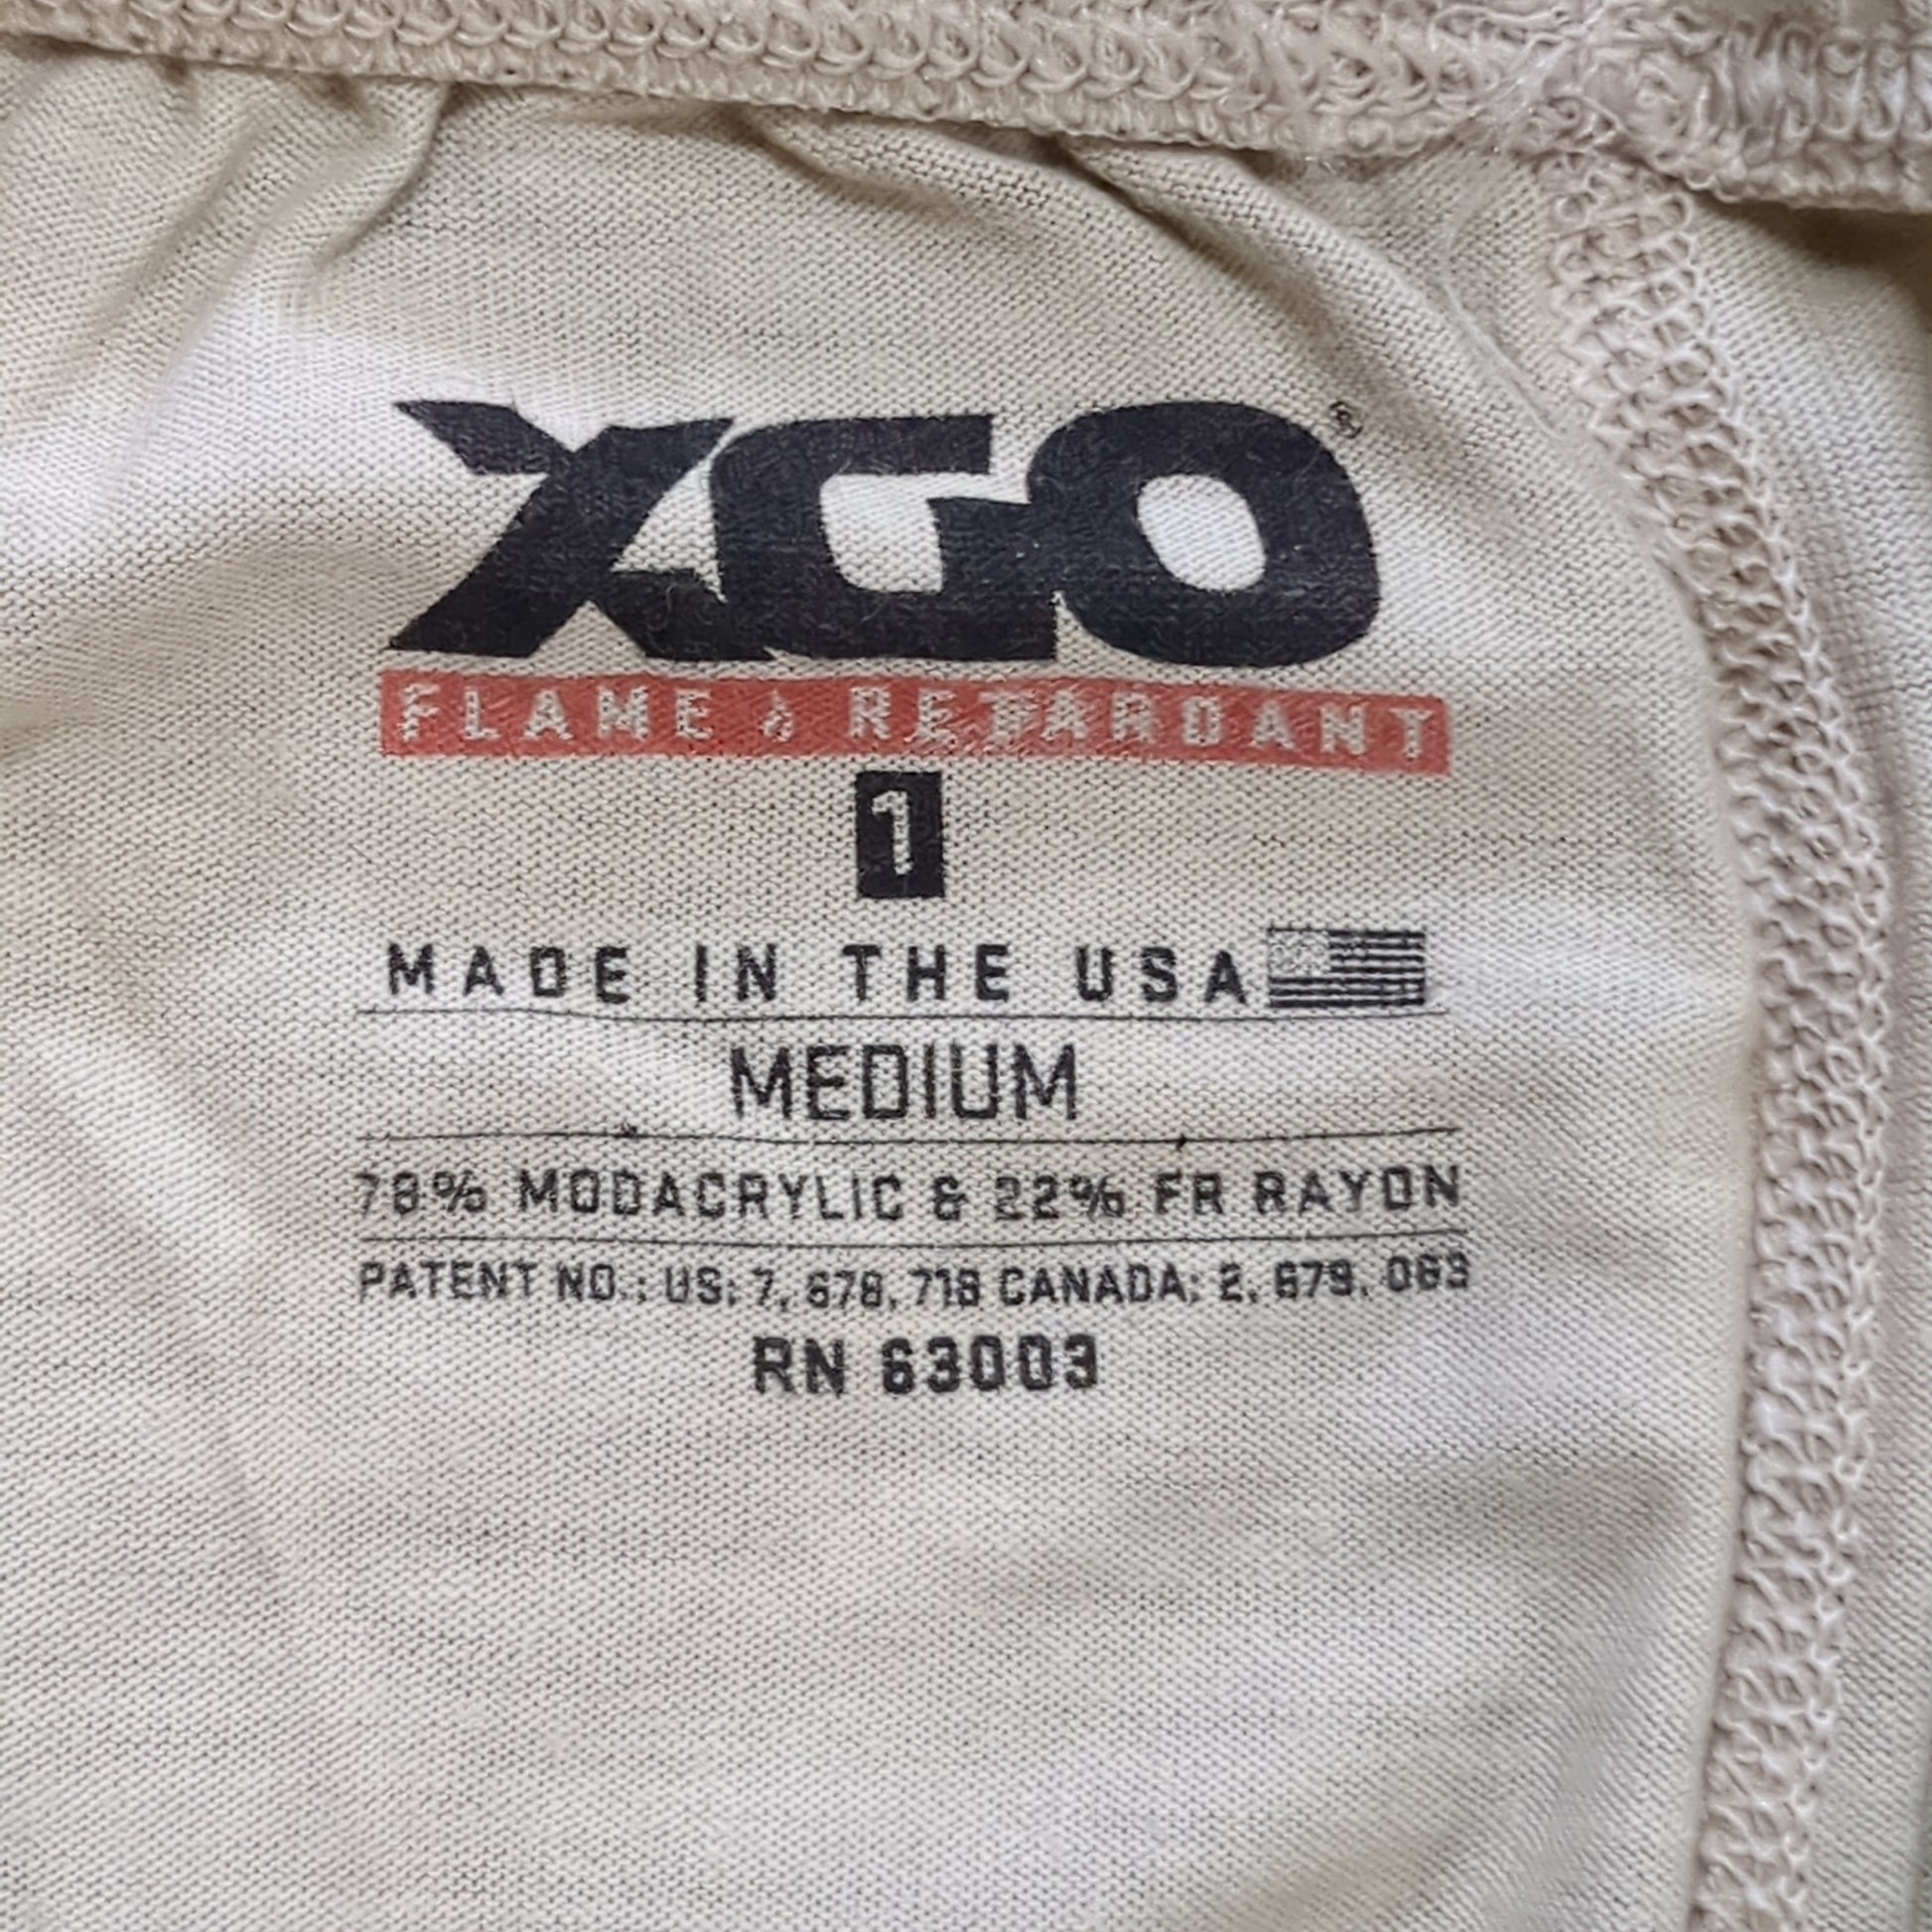 XGO®
FLAME RETARDANT
1
MADE IN THE USA
MEDIUM
78% MODACRYLIC & 22% FR RAYON
PATENT NO.: US: 7, 678, 718 CANADA: 2, 679, 063
RN 63003